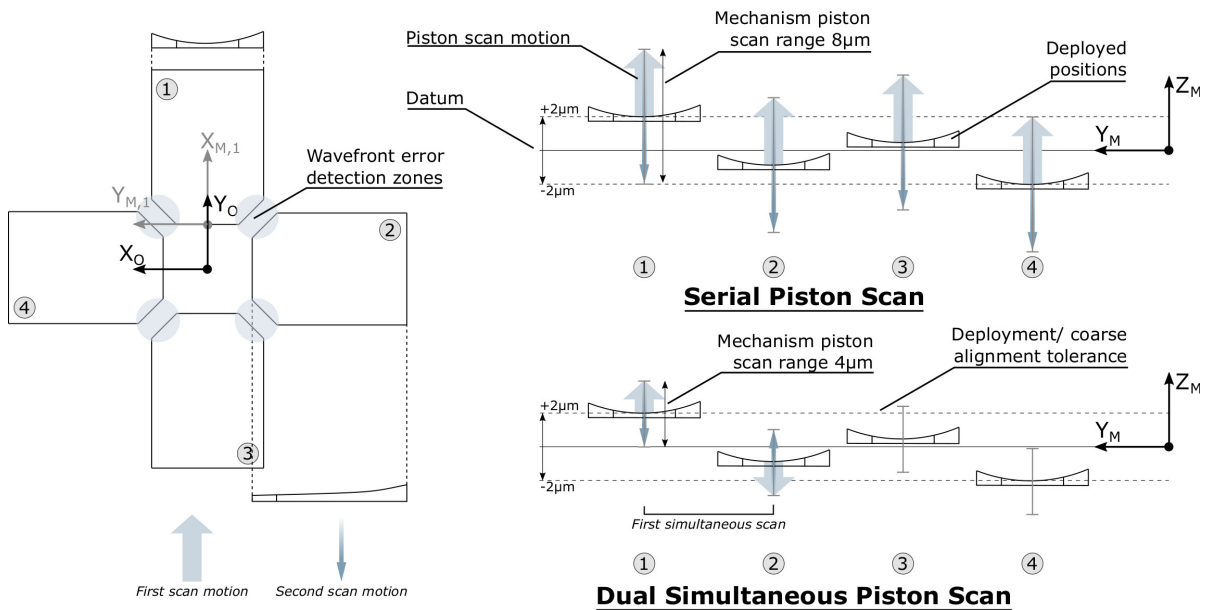 1
X_M,1
Y_M,1
Y_O
X_O
Wavefront error
detection zones
2
4
3
First scan motion
Second scan motion
Piston scan motion
Mechanism piston
scan range 8µm
Deployed
positions
Datum
+2µm
-2µm
Z_M
Y_M
1
2
3
4
Serial Piston Scan
Mechanism piston
scan range 4µm
Deployment/ coarse
alignment tolerance
+2µm
-2µm
Z_M
Y_M
First simultaneous scan
1
2
3
4
Dual Simultaneous Piston Scan